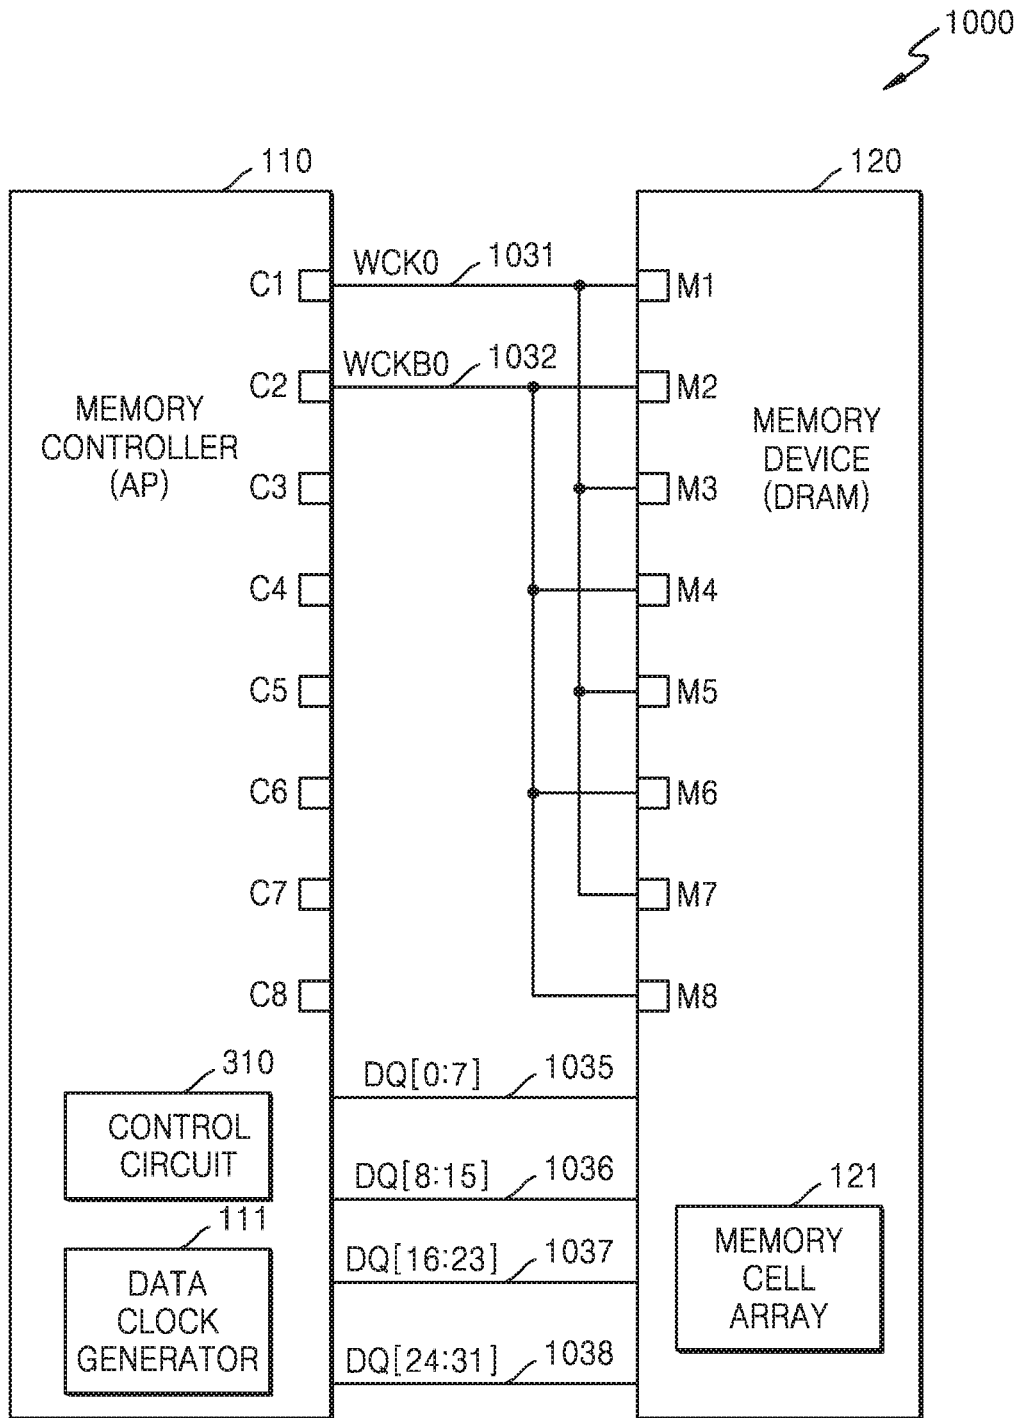 1000
110
120
C1
WCK0
1031
M1
C2
WCKB0
1032
M2
MEMORY
CONTROLLER
(AP)
MEMORY
DEVICE
(DRAM)
C3
M3
C4
M4
C5
M5
C6
M6
C7
M7
C8
M8
310
CONTROL
CIRCUIT
DQ[0:7]
1035
DQ[8:15]
1036
111
DATA
CLOCK
GENERATOR
DQ[16:23]
1037
DQ[24:31]
1038
121
MEMORY
CELL
ARRAY